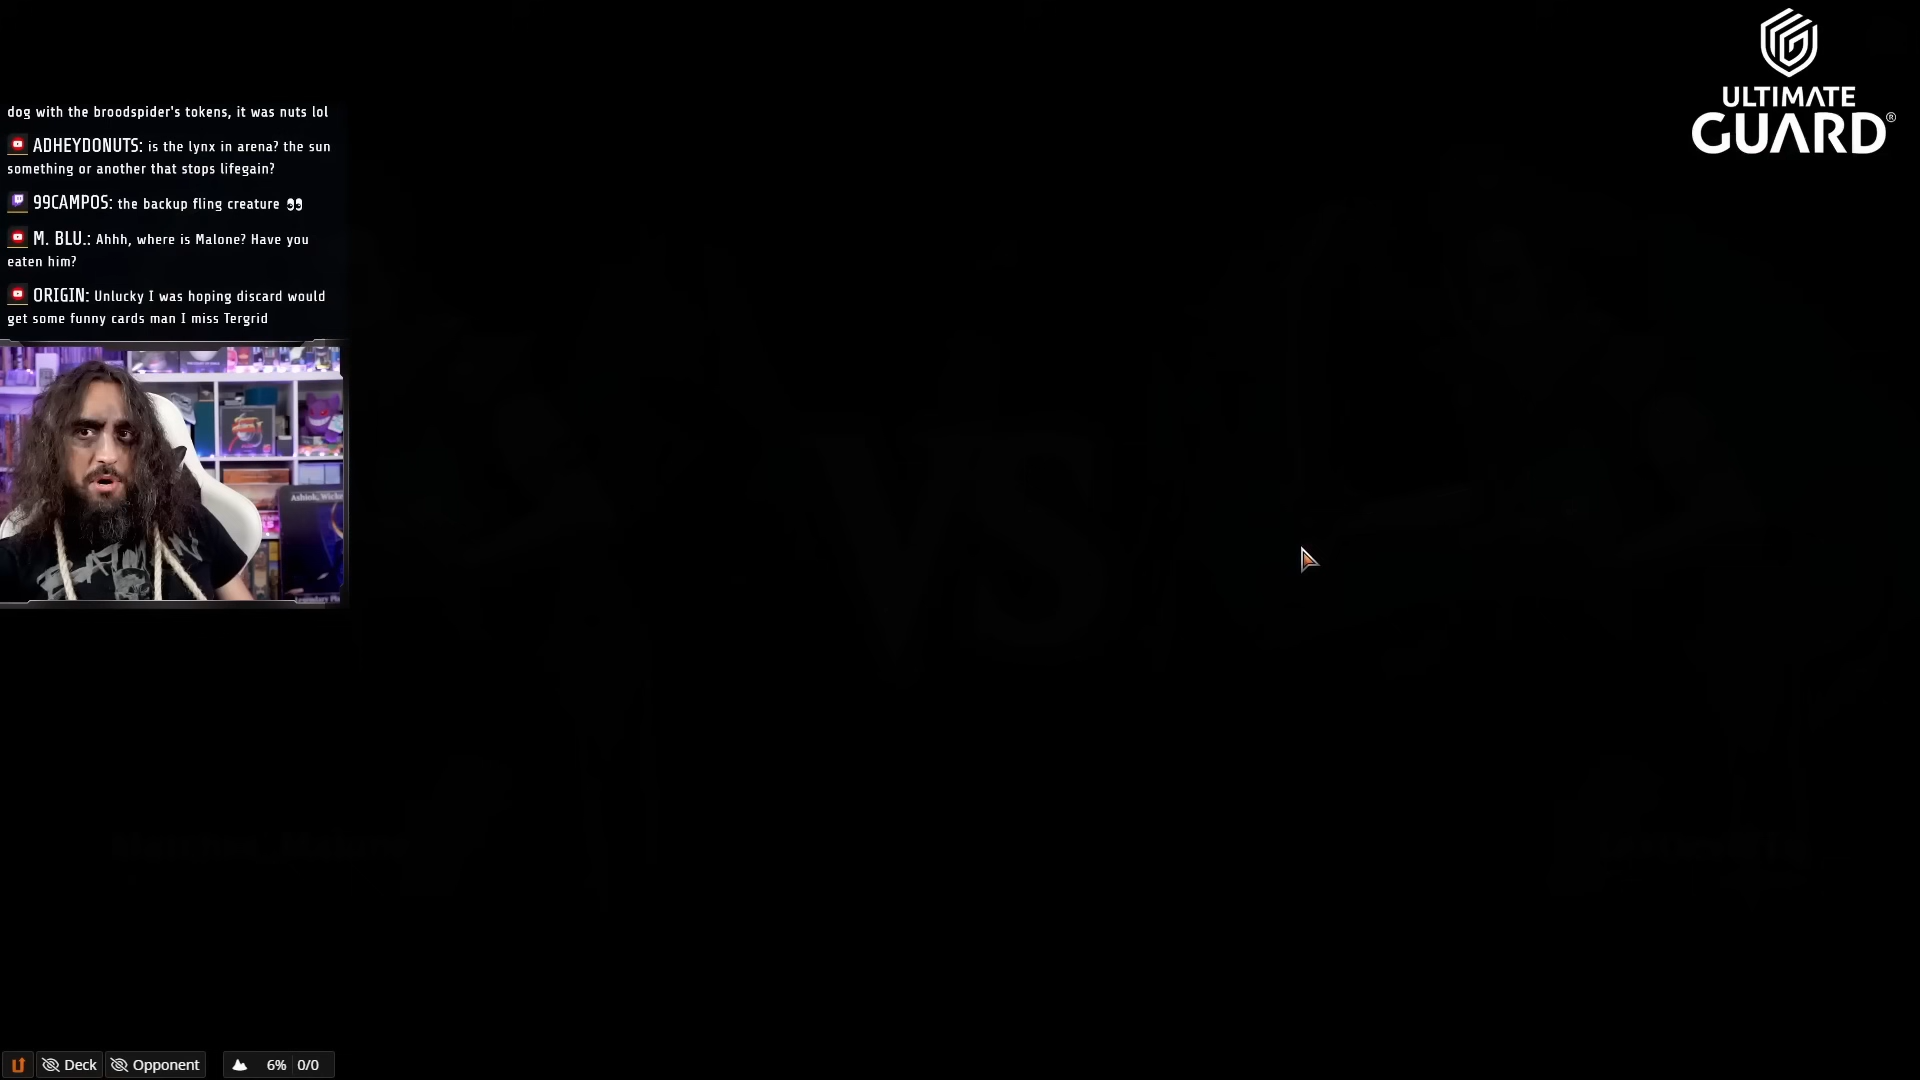 dog with the broodspider's tokens, it was nuts lol
ADHEYDONUTS: is the lynx in arena? the sun
something or another that stops lifegain?
99CAMPOS: the backup fling creature
M. BLU.: Ahhh, where is Malone? Have you
eaten him?
ORIGIN: Unlucky I was hoping discard would
get some funny cards man I miss Tergrid
ULTIMATE
GUARD®
Ashiok, Wicke
VS
Deck
Opponent
6%
0/0